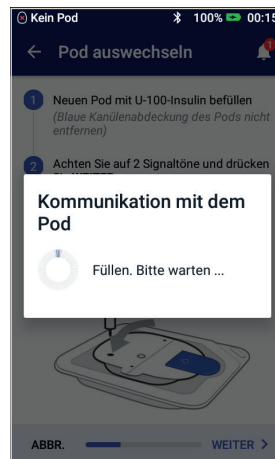 Kein Pod 100% 00:15
Pod auswechseln
1 Neuen Pod mit U-100-Insulin befüllen
(Blaue Kanülenabdeckung des Pods nicht
entfernen)
2 Achten Sie auf 2 Signaltöne und drücken
Kommunikation mit dem
Pod
Füllen. Bitte warten ...
ABBR. WEITER